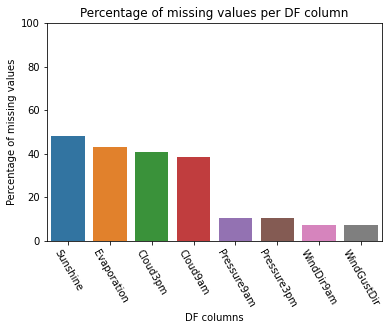 Percentage of missing values per DF column
Percentage of missing values
100
80
60
40
20
0
Sunshine
Evaporation
Cloud3pm
Cloud9am
Pressure9am
Pressure3pm
WindDir9am
WindGustDir
DF columns